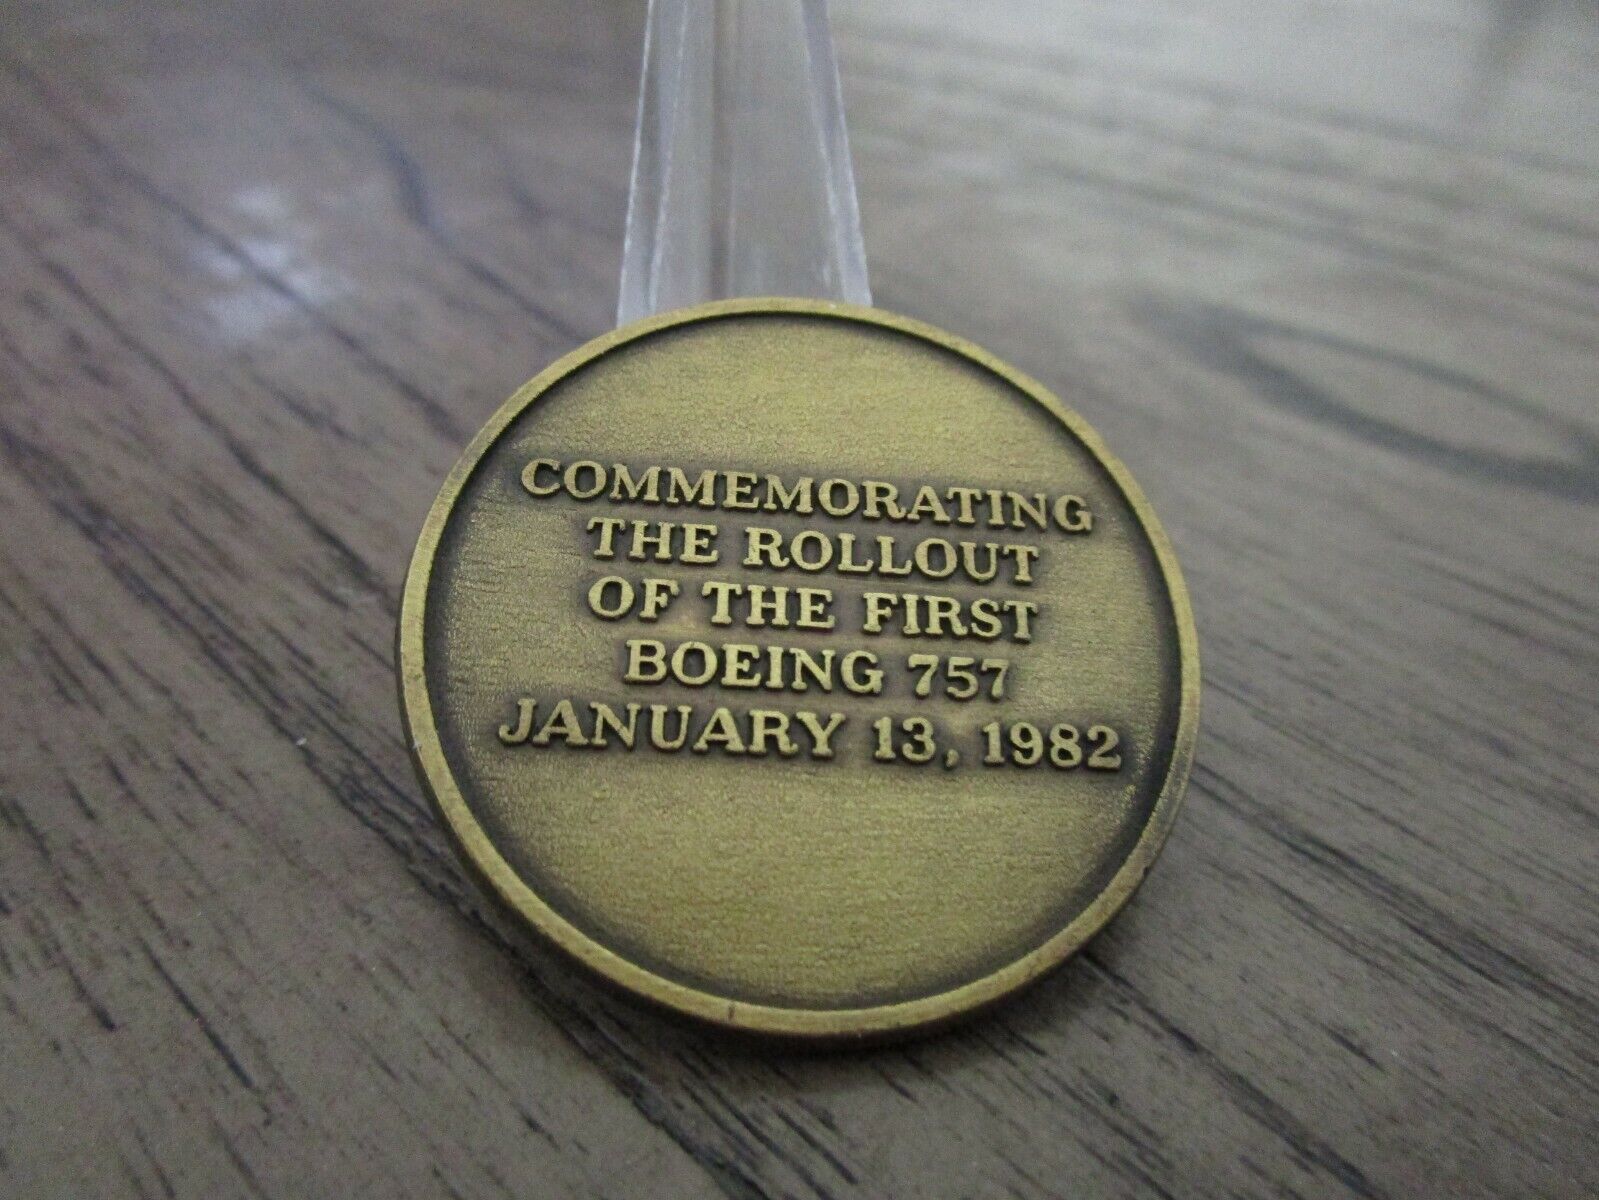 COMMEMORATING
THE ROLLOUT
OF THE FIRST
BOEING 757
JANUARY 13, 1982